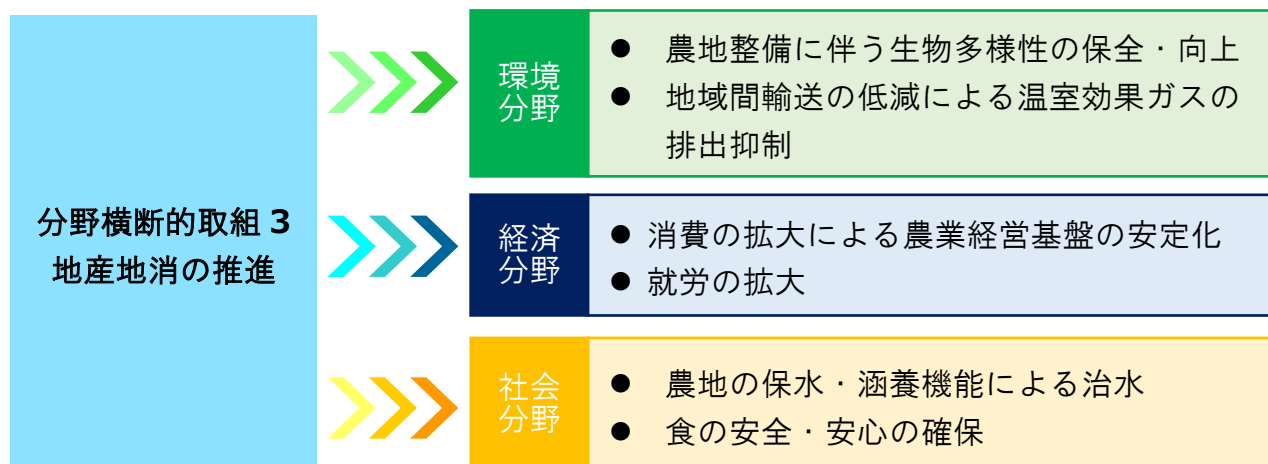 分野横断的取組 3
地産地消の推進
環境
分野
● 農地整備に伴う生物多様性の保全・向上
● 地域間輸送の低減による温室効果ガスの
排出抑制
経済
分野
● 消費の拡大による農業経営基盤の安定化
● 就労の拡大
社会
分野
● 農地の保水・涵養機能による治水
● 食の安全・安心の確保